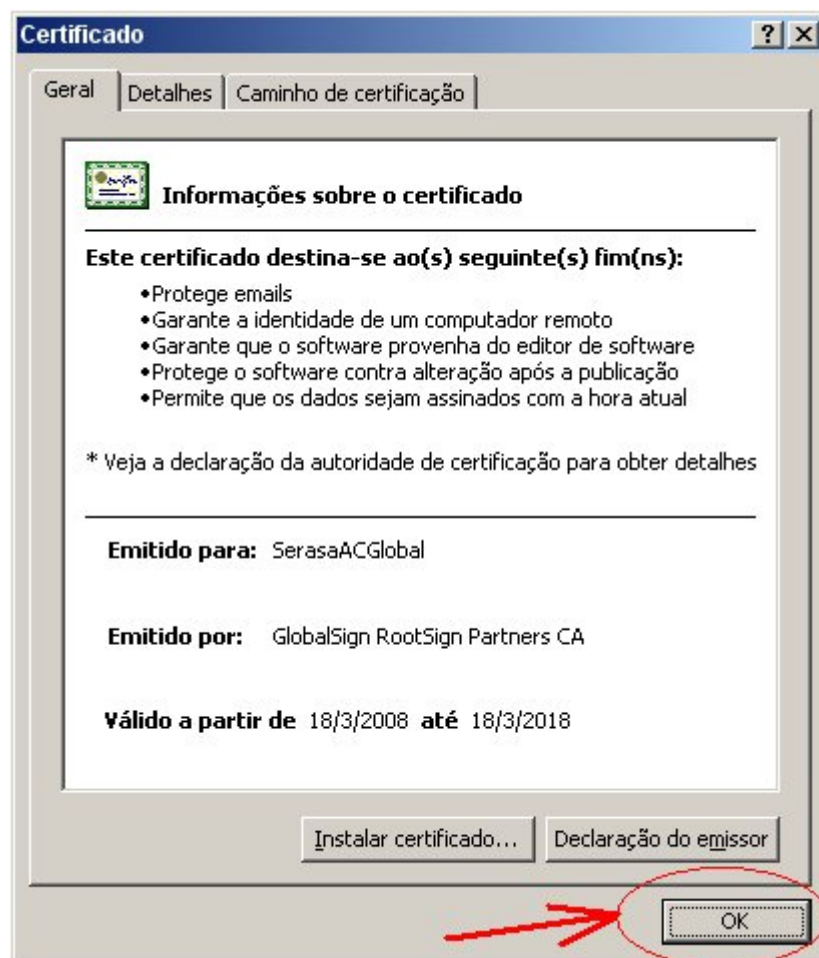 Certificado
Geral Detalhes Caminho de certificação
Informações sobre o certificado
Este certificado destina-se ao(s) seguinte(s) fim(ns):
•Protege emails
•Garante a identidade de um computador remoto
•Garante que o software provenha do editor de software
•Protege o software contra alteração após a publicação
•Permite que os dados sejam assinados com a hora atual
* Veja a declaração da autoridade de certificação para obter detalhes
Emitido para: SerasaACGlobal
Emitido por: GlobalSign RootSign Partners CA
Válido a partir de 18/3/2008 até 18/3/2018
Instalar certificado... Declaração do emissor
OK